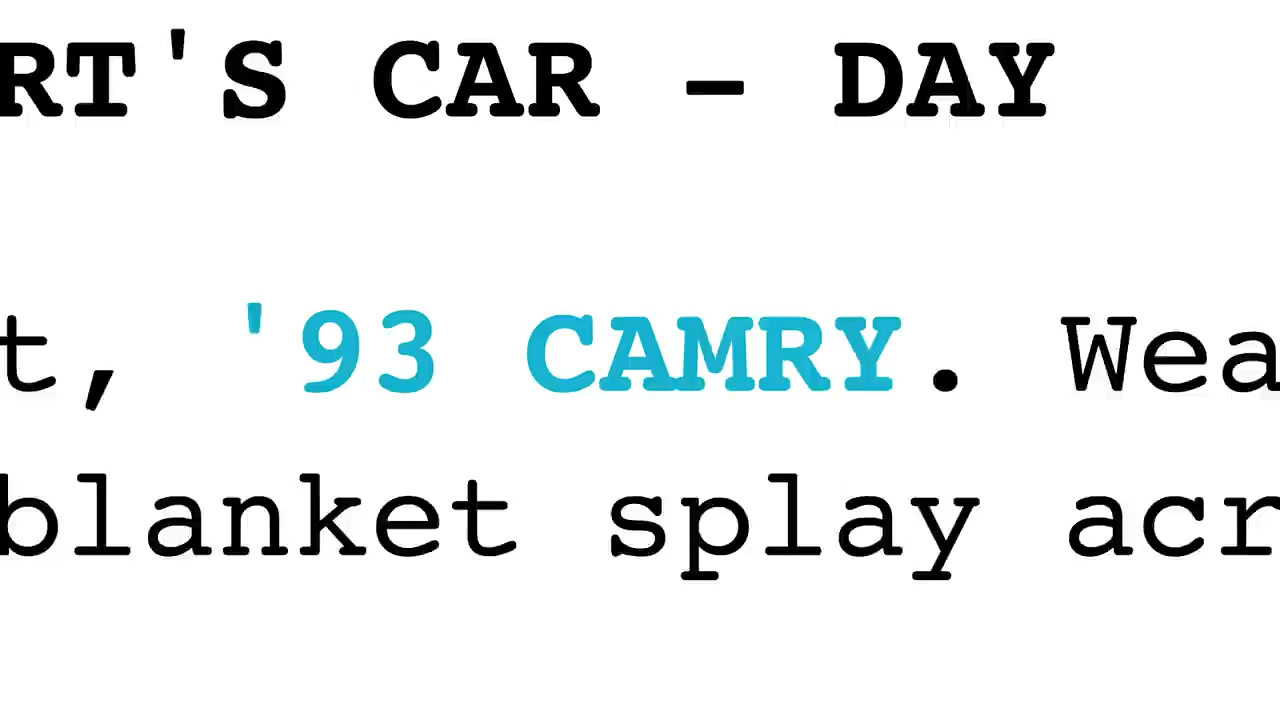 RT'S CAR – DAY
t, '93 CAMRY. Wea
blanket splay acr